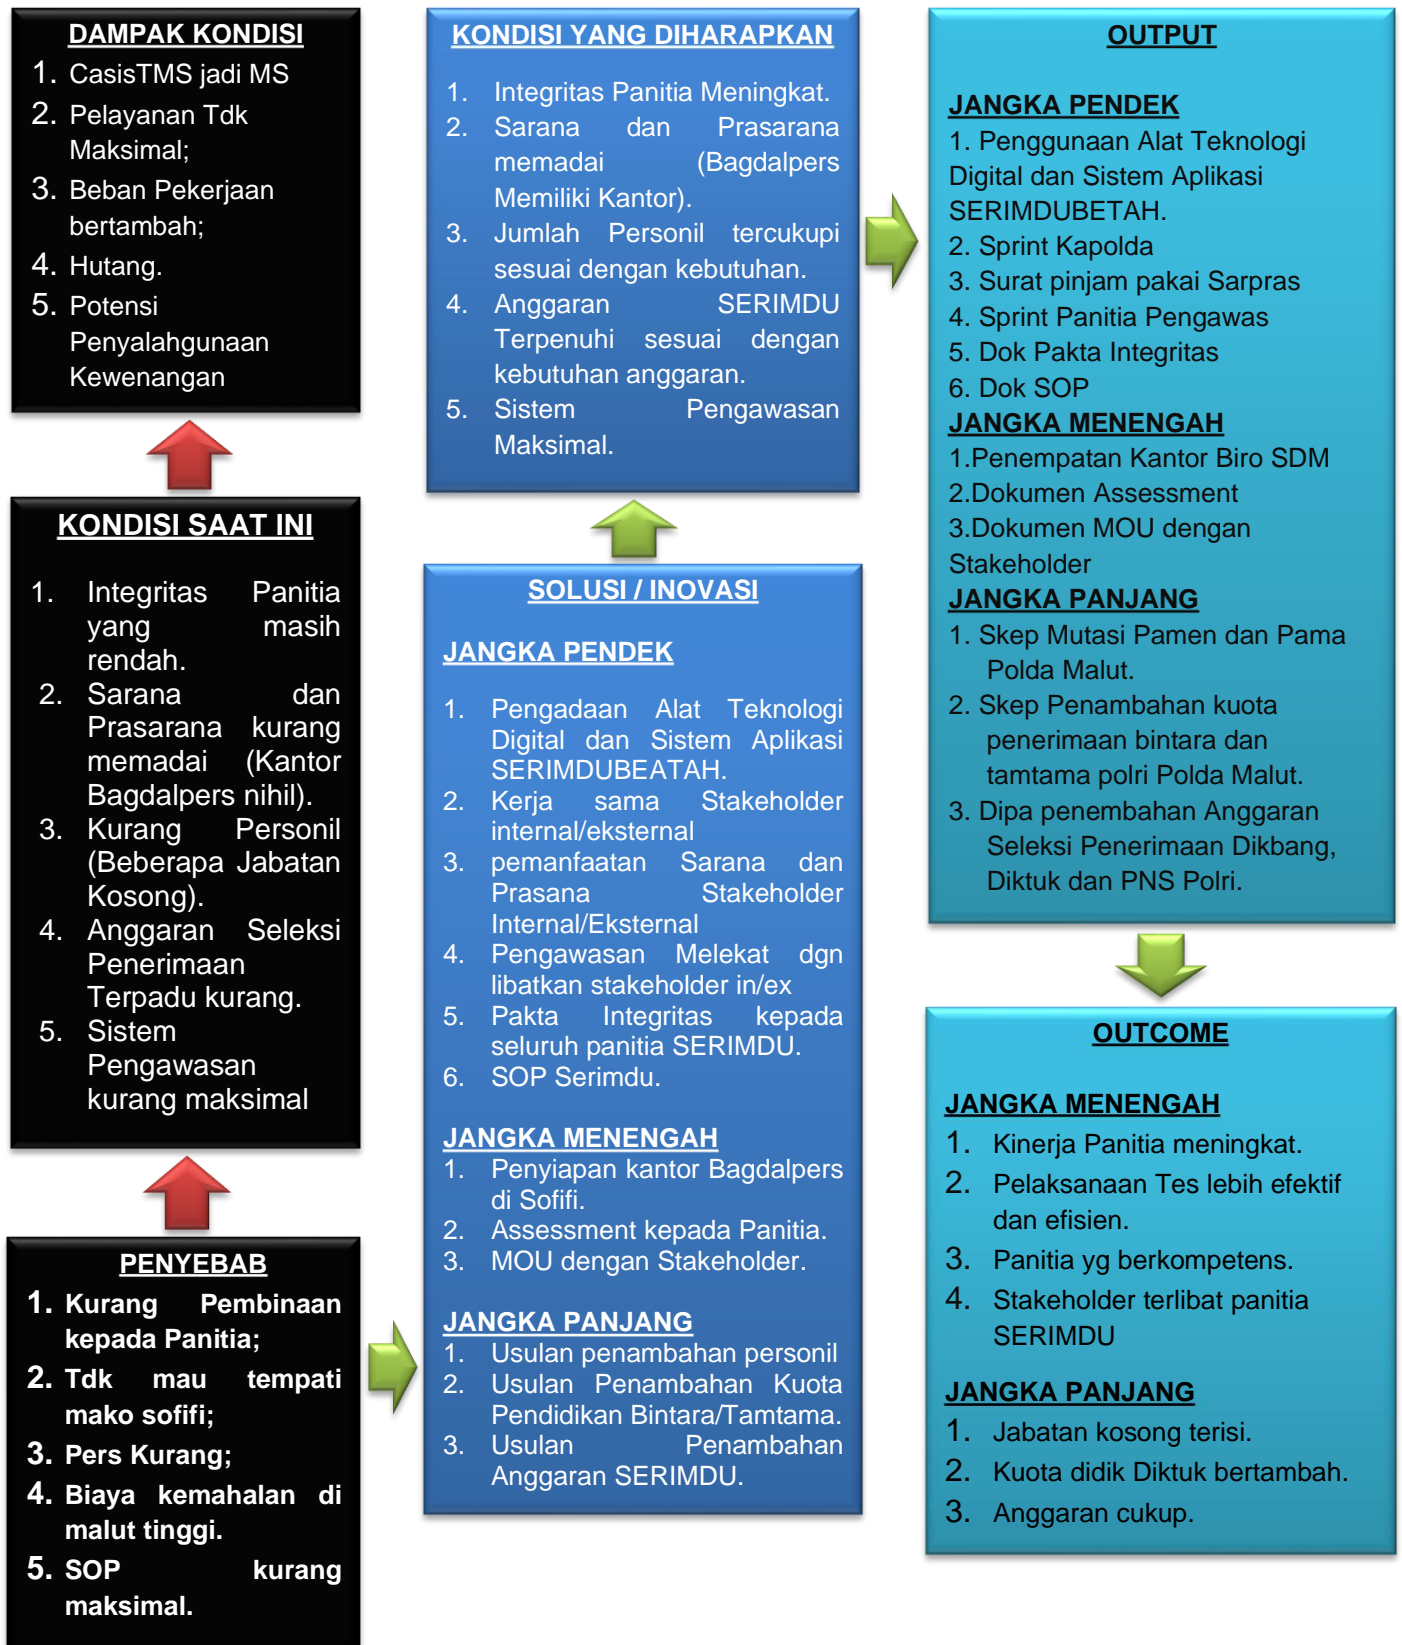 DAMPAK KONDISI
1. CasisTMS jadi MS
2. Pelayanan Tdk
Maksimal;
3. Beban Pekerjaan
bertambah;
4. Hutang.
5. Potensi
Penyalahgunaan
Kewenangan
KONDISI SAAT INI
1. Integritas Panitia
yang masih
rendah.
2. Sarana dan
Prasarana kurang
memadai (Kantor
Bagdalpers nihil).
3. Kurang Personil
(Beberapa Jabatan
Kosong).
4. Anggaran Seleksi
Penerimaan
Terpadu kurang.
5. Sistem
Pengawasan
kurang maksimal
PENYEBAB
1. Kurang Pembinaan
kepada Panitia;
2. Tdk mau tempati
mako sofifi;
3. Pers Kurang;
4. Biaya kemahalan di
malut tinggi.
5. SOP kurang
maksimal.
KONDISI YANG DIHARAPKAN
1. Integritas Panitia Meningkat.
2. Sarana dan Prasarana
memadai (Bagdalpers
Memiliki Kantor).
3. Jumlah Personil tercukupi
sesuai dengan kebutuhan.
4. Anggaran SERIMDU
Terpenuhi sesuai dengan
kebutuhan anggaran.
5. Sistem Pengawasan
Maksimal.
SOLUSI / INOVASI
JANGKA PENDEK
1. Pengadaan Alat Teknologi
Digital dan Sistem Aplikasi
SERIMDUBEATAH.
2. Kerja sama Stakeholder
internal/eksternal
3. pemanfaatan Sarana dan
Prasana Stakeholder
Internal/Eksternal
4. Pengawasan Melekat dgn
libatkan stakeholder in/ex
5. Pakta Integritas kepada
seluruh panitia SERIMDU.
6. SOP Serimdu.
JANGKA MENENGAH
1. Penyiapan kantor Bagdalpers
di Sofifi.
2. Assessment kepada Panitia.
3. MOU dengan Stakeholder.
JANGKA PANJANG
1. Usulan penambahan personil
2. Usulan Penambahan Kuota
Pendidikan Bintara/Tamtama.
3. Usulan Penambahan
Anggaran SERIMDU.
OUTPUT
JANGKA PENDEK
1. Penggunaan Alat Teknologi
Digital dan Sistem Aplikasi
SERIMDUBETAH.
2. Sprint Kapolda
3. Surat pinjam pakai Sarpras
4. Sprint Panitia Pengawas
5. Dok Pakta Integritas
6. Dok SOP
JANGKA MENENGAH
1.Penempatan Kantor Biro SDM
2.Dokumen Assessment
3.Dokumen MOU dengan
Stakeholder
JANGKA PANJANG
1. Skep Mutasi Pamen dan Pama
Polda Malut.
2. Skep Penambahan kuota
penerimaan bintara dan
tamtama polri Polda Malut.
3. Dipa penembahan Anggaran
Seleksi Penerimaan Dikbang,
Diktuk dan PNS Polri.
OUTCOME
JANGKA MENENGAH
1. Kinerja Panitia meningkat.
2. Pelaksanaan Tes lebih efektif
dan efisien.
3. Panitia yg berkompetens.
4. Stakeholder terlibat panitia
SERIMDU
JANGKA PANJANG
1. Jabatan kosong terisi.
2. Kuota didik Diktuk bertambah.
3. Anggaran cukup.